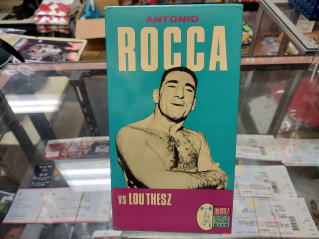 ANTONIO
ROCCA
VS LOU THESZ